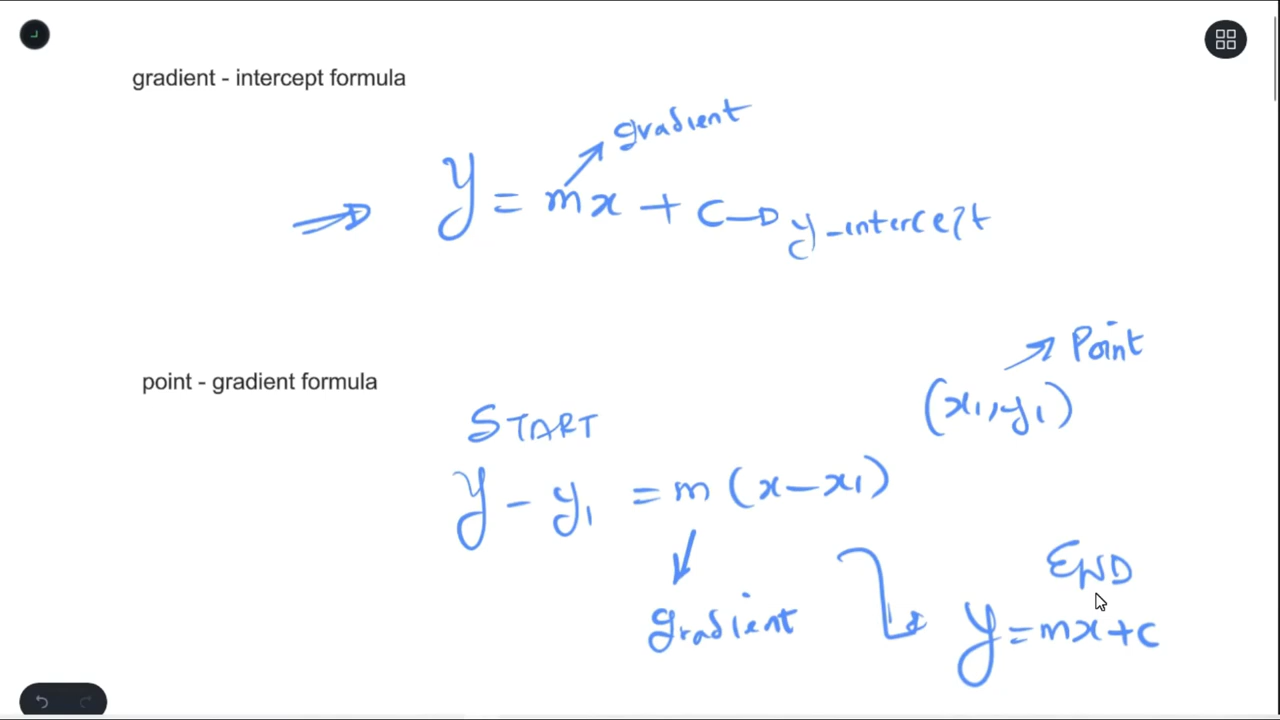 gradient - intercept formula
gradient
y = mx + c → y-intercept
Point
point - gradient formula
(x₁, y₁)
START
y - y₁ = m (x - x₁)
END
gradient
y = mx + c